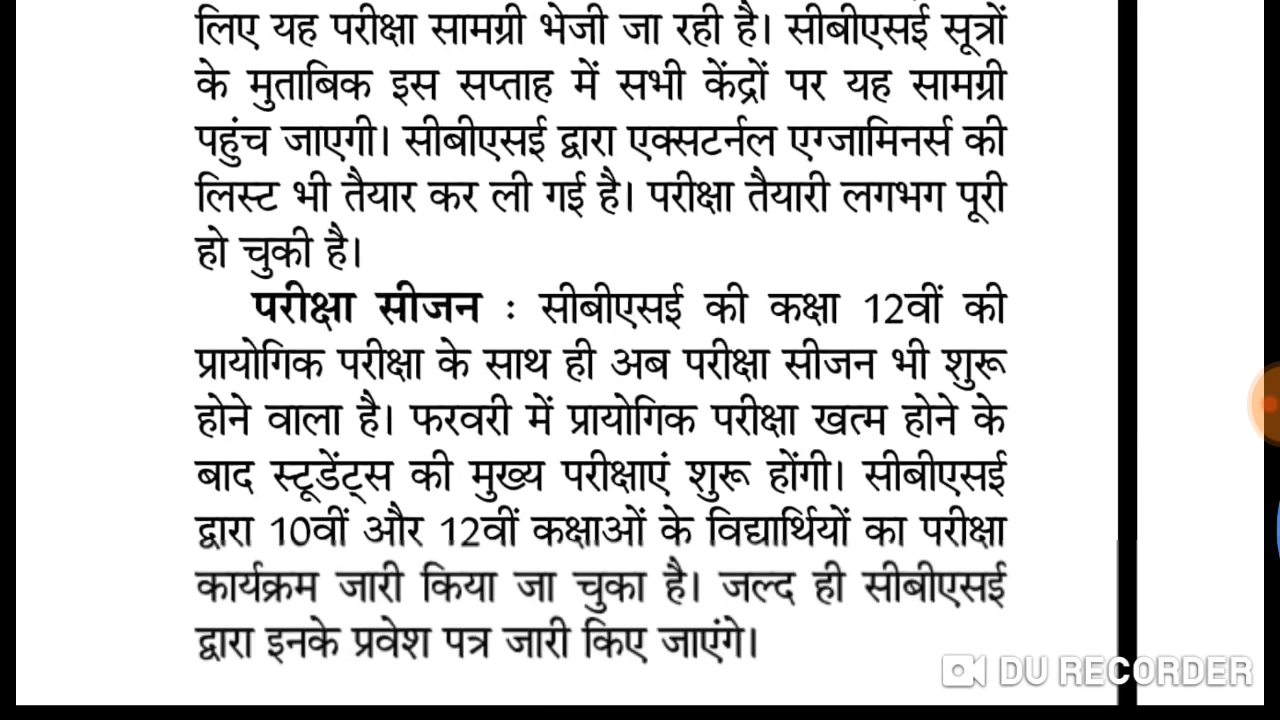 लिए यह परीक्षा सामग्री भेजी जा रही है। सीबीएसई सूत्रों
के मुताबिक इस सप्ताह में सभी केंद्रों पर यह सामग्री
पहुंच जाएगी। सीबीएसई द्वारा एक्सटर्नल एग्जामिनर्स की
लिस्ट भी तैयार कर ली गई है। परीक्षा तैयारी लगभग पूरी
हो चुकी है।
परीक्षा सीजन : सीबीएसई की कक्षा 12वीं की
प्रायोगिक परीक्षा के साथ ही अब परीक्षा सीजन भी शुरू
होने वाला है। फरवरी में प्रायोगिक परीक्षा खत्म होने के
बाद स्टूडेंट्स की मुख्य परीक्षाएं शुरू होंगी। सीबीएसई
द्वारा 10वीं और 12वीं कक्षाओं के विद्यार्थियों का परीक्षा
कार्यक्रम जारी किया जा चुका है। जल्द ही सीबीएसई
द्वारा इनके प्रवेश पत्र जारी किए जाएंगे।
DU RECORDER